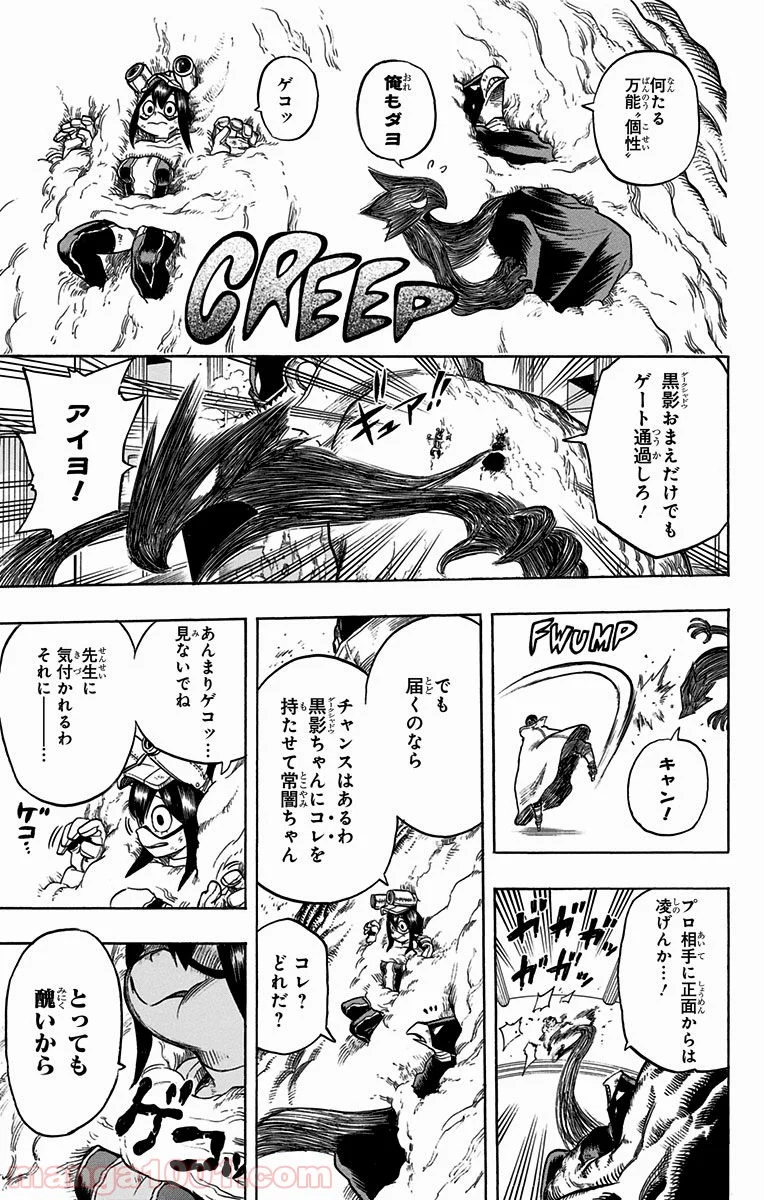 何たる
万能〝個性〟
俺もダヨ
ゲコッ
CREEP
黒影おまえだけでも
ゲート通過しろ！
ギュアッ!!
アイヨ！
FWUMP
キャン！
でも
届くのなら
チャンスはあるわ
黒影ちゃんにコレを
持たせて常闇ちゃん
あんまりゲコッ…
見ないでね
先生に
気付かれるわ
それに――…
ゲコ…
プロ相手に正面からは
凌げんか…！
ガガガ
コレ？
どれだ？
とっても
醜いから
ゲコ
manga1001.com